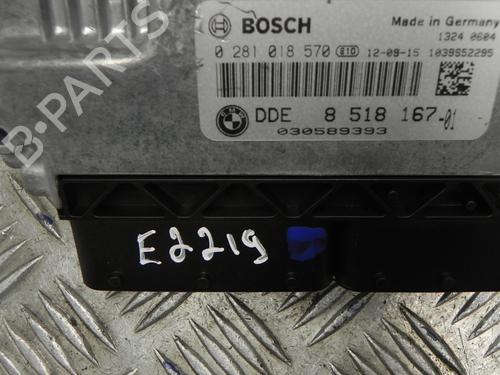 BOSCH
Made in Germany
1324 0604
0 281 018 570 E1D 12-09-15 1039S52295
DDE 8 518 167-01
030589393
E2219
B-PARTS